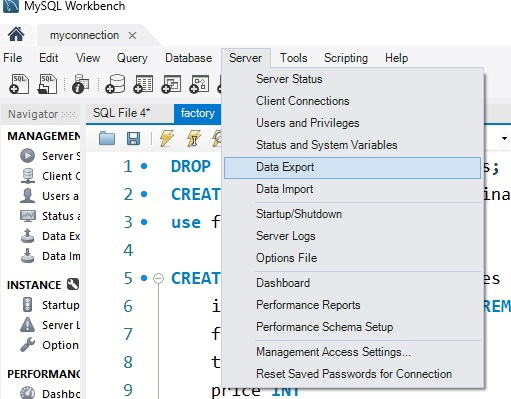 MySQL Workbench
myconnection
File Edit View Query Database Server Tools Scripting Help
Navigator
SQL File 4* factory
MANAGEMEN
Server S
Client C
Users a
Status a
Data Ex
Data Im
INSTANCE
Startup
Server L
Option
PERFORMAN
Dashbo
Server Status
Client Connections
Users and Privileges
Status and System Variables
Data Export
Data Import
Startup/Shutdown
Server Logs
Options File
Dashboard
Performance Reports
Performance Schema Setup
Management Access Settings...
Reset Saved Passwords for Connection
1 DROP s;
2 CREAT ina
3 use f
4
5 CREAT es
6 i REM
7 f
8 t
9 price INT